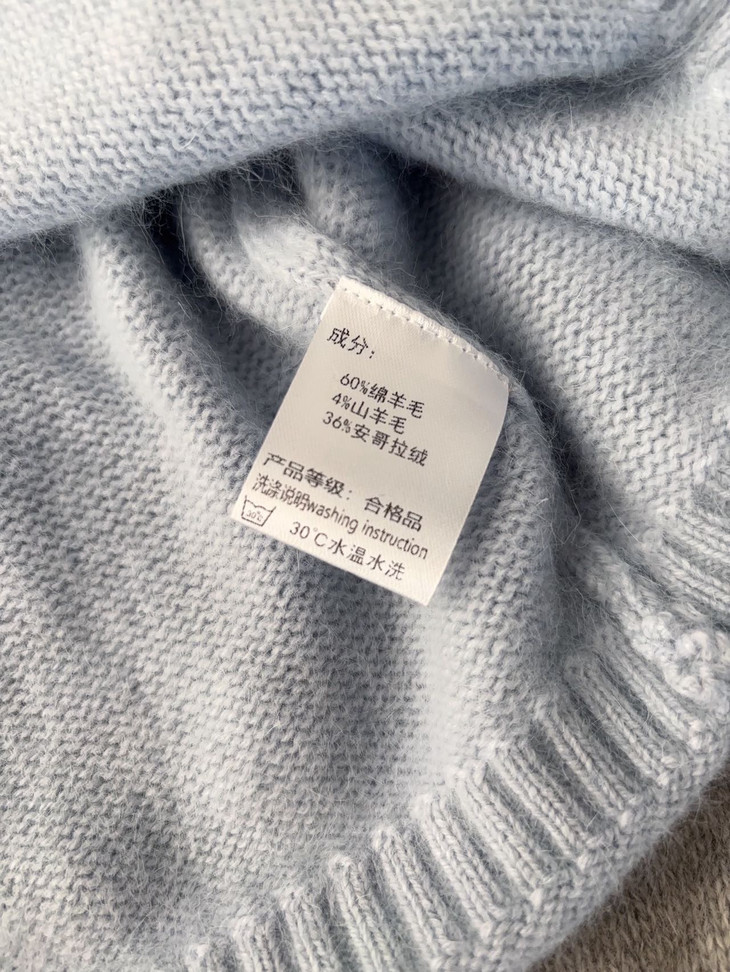 成分：
60%绵羊毛
4%山羊毛
36%安哥拉绒
产品等级：合格品
洗涤说明washing instruction
30℃
30℃水温水洗